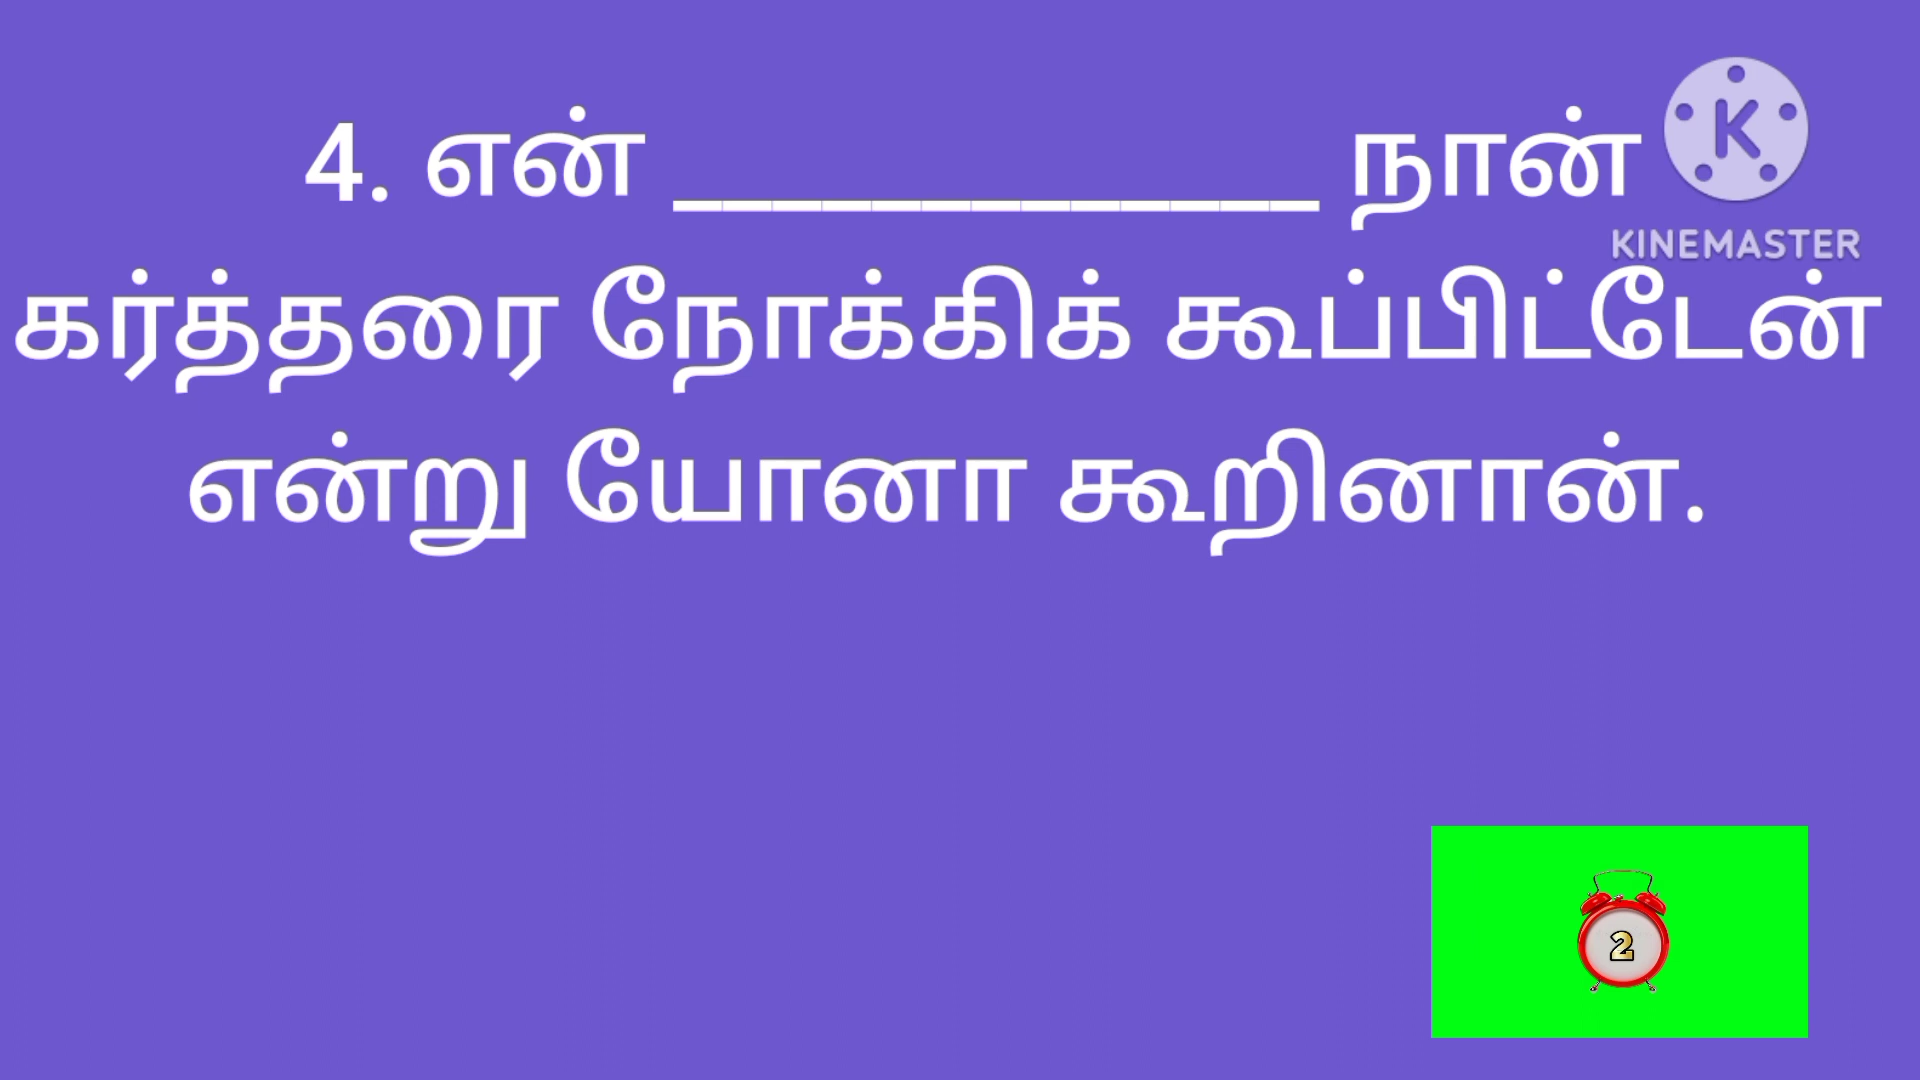 4. என் _____________ நான்
KINEMASTER
கர்த்தரை நோக்கிக் கூப்பிட்டேன்
என்று யோனா கூறினான்.
2